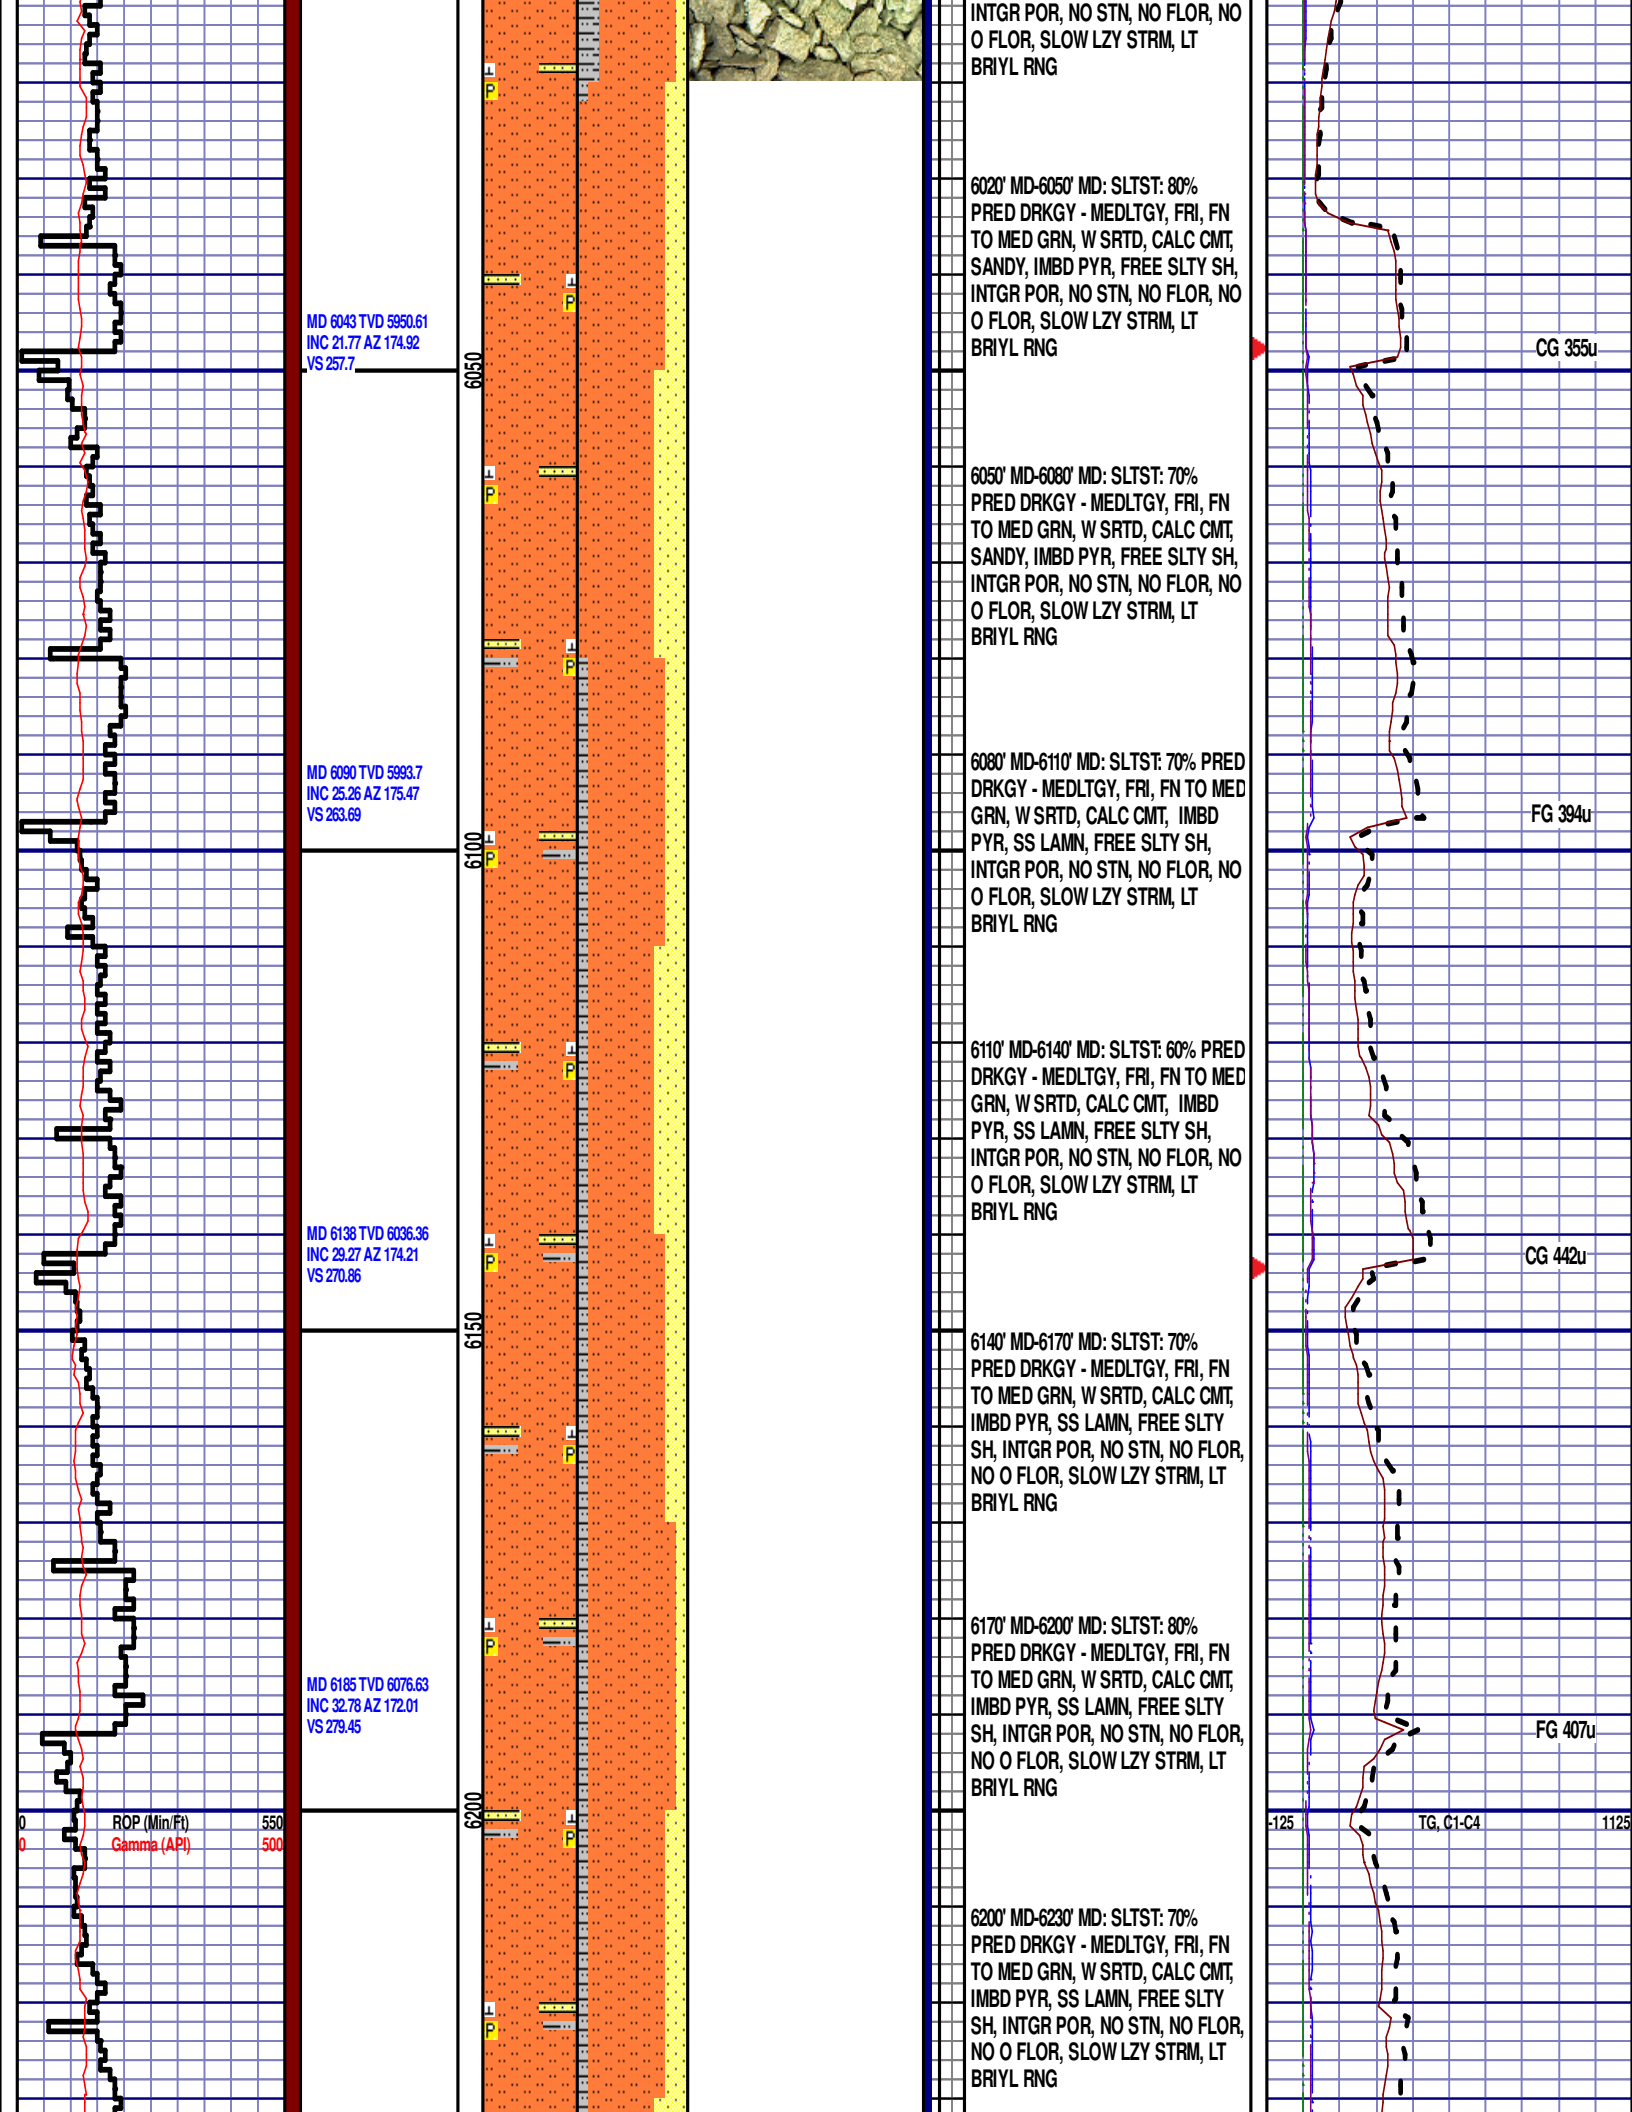 INTGR POR, NO STN, NO FLOR, NO
O FLOR, SLOW LZY STRM, LT
BRIYL RNG
6020' MD-6050' MD: SLTST: 80%
PRED DRKGY - MEDLTGY, FRI, FN
TO MED GRN, W SRTD, CALC CMT,
SANDY, IMBD PYR, FREE SLTY SH,
INTGR POR, NO STN, NO FLOR, NO
O FLOR, SLOW LZY STRM, LT
BRIYL RNG
MD 6043 TVD 5950.61
INC 21.77 AZ 174.92
VS 257.7
6050
CG 355u
6050' MD-6080' MD: SLTST: 70%
PRED DRKGY - MEDLTGY, FRI, FN
TO MED GRN, W SRTD, CALC CMT,
SANDY, IMBD PYR, FREE SLTY SH,
INTGR POR, NO STN, NO FLOR, NO
O FLOR, SLOW LZY STRM, LT
BRIYL RNG
MD 6090 TVD 5993.7
INC 25.26 AZ 175.47
VS 263.69
6100
6080' MD-6110' MD: SLTST: 70% PRED
DRKGY - MEDLTGY, FRI, FN TO MED
GRN, W SRTD, CALC CMT, IMBD
PYR, SS LAMN, FREE SLTY SH,
INTGR POR, NO STN, NO FLOR, NO
O FLOR, SLOW LZY STRM, LT
BRIYL RNG
FG 394u
6110' MD-6140' MD: SLTST: 60% PRED
DRKGY - MEDLTGY, FRI, FN TO MED
GRN, W SRTD, CALC CMT, IMBD
PYR, SS LAMN, FREE SLTY SH,
INTGR POR, NO STN, NO FLOR, NO
O FLOR, SLOW LZY STRM, LT
BRIYL RNG
MD 6138 TVD 6036.36
INC 29.27 AZ 174.21
VS 270.86
CG 442u
6150
6140' MD-6170' MD: SLTST: 70%
PRED DRKGY - MEDLTGY, FRI, FN
TO MED GRN, W SRTD, CALC CMT,
IMBD PYR, SS LAMN, FREE SLTY
SH, INTGR POR, NO STN, NO FLOR,
NO O FLOR, SLOW LZY STRM, LT
BRIYL RNG
6170' MD-6200' MD: SLTST: 80%
PRED DRKGY - MEDLTGY, FRI, FN
TO MED GRN, W SRTD, CALC CMT,
IMBD PYR, SS LAMN, FREE SLTY
SH, INTGR POR, NO STN, NO FLOR,
NO O FLOR, SLOW LZY STRM, LT
BRIYL RNG
MD 6185 TVD 6076.63
INC 32.78 AZ 172.01
VS 279.45
FG 407u
6200
0 ROP (Min/Ft) 550
0 Gamma (API) 500
-125 TG, C1-C4 1125
6200' MD-6230' MD: SLTST: 70%
PRED DRKGY - MEDLTGY, FRI, FN
TO MED GRN, W SRTD, CALC CMT,
IMBD PYR, SS LAMN, FREE SLTY
SH, INTGR POR, NO STN, NO FLOR,
NO O FLOR, SLOW LZY STRM, LT
BRIYL RNG
P
P
P
P
P
P
P
P
P
P
P